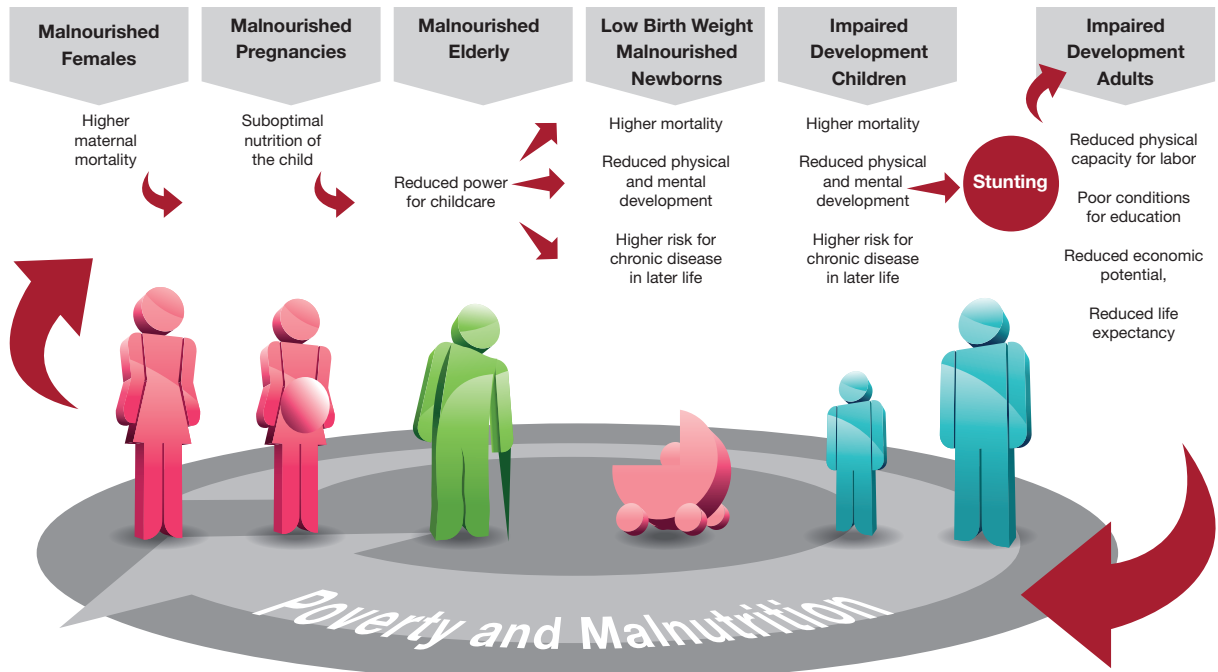 Malnourished
Females
Higher
maternal
mortality
Malnourished
Pregnancies
Suboptimal
nutrition of
the child
Malnourished
Elderly
Reduced power
for childcare
Low Birth Weight
Malnourished
Newborns
Higher mortality
Reduced physical
and mental
development
Higher risk for
chronic disease
in later life
Impaired
Development
Children
Higher mortality
Reduced physical
and mental
development
Higher risk for
chronic disease
in later life
Stunting
Impaired
Development
Adults
Reduced physical
capacity for labor
Poor conditions
for education
Reduced economic
potential,
Reduced life
expectancy
Poverty and Malnutrition